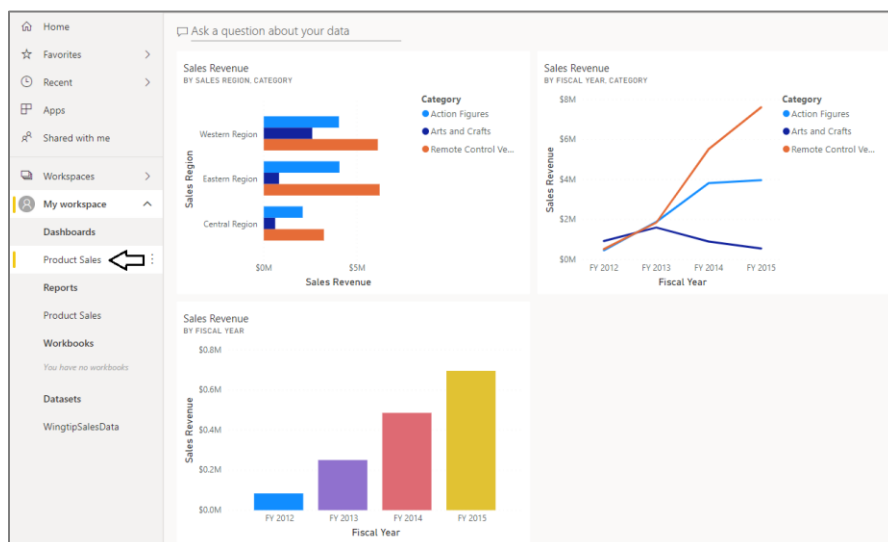 Home
Favorites
Recent
Apps
Shared with me
Workspaces
My workspace
Dashboards
Product Sales
Reports
Product Sales
Workbooks
You have no workbooks
Datasets
WingtipSalesData
Ask a question about your data
Sales Revenue
BY SALES REGION, CATEGORY
Category
Action Figures
Arts and Crafts
Remote Control Ve...
Sales Region
Western Region
Eastern Region
Central Region
$0M $5M
Sales Revenue
Sales Revenue
BY FISCAL YEAR, CATEGORY
Category
Action Figures
Arts and Crafts
Remote Control Ve...
Sales Revenue
$8M
$6M
$4M
$2M
$0M
FY 2012 FY 2013 FY 2014 FY 2015
Fiscal Year
Sales Revenue
BY FISCAL YEAR
Sales Revenue
$0.8M
$0.6M
$0.4M
$0.2M
$0.0M
FY 2012 FY 2013 FY 2014 FY 2015
Fiscal Year